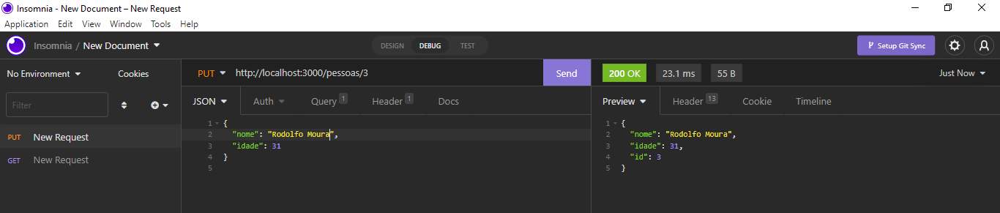 Insomnia - New Document – New Request
Application Edit View Window Tools Help
Insomnia / New Document DESIGN DEBUG TEST Setup Git Sync
No Environment Cookies PUT http://localhost:3000/pessoas/3 Send 200 OK 23.1 ms 55 B Just Now
Filter JSON Auth Query 1 Header 1 Docs Preview Header 13 Cookie Timeline
PUT New Request
GET New Request
1 {
2 "nome": "Rodolfo Moura",
3 "idade": 31
4 }
5
1 {
2 "nome": "Rodolfo Moura",
3 "idade": 31,
4 "id": 3
5 }